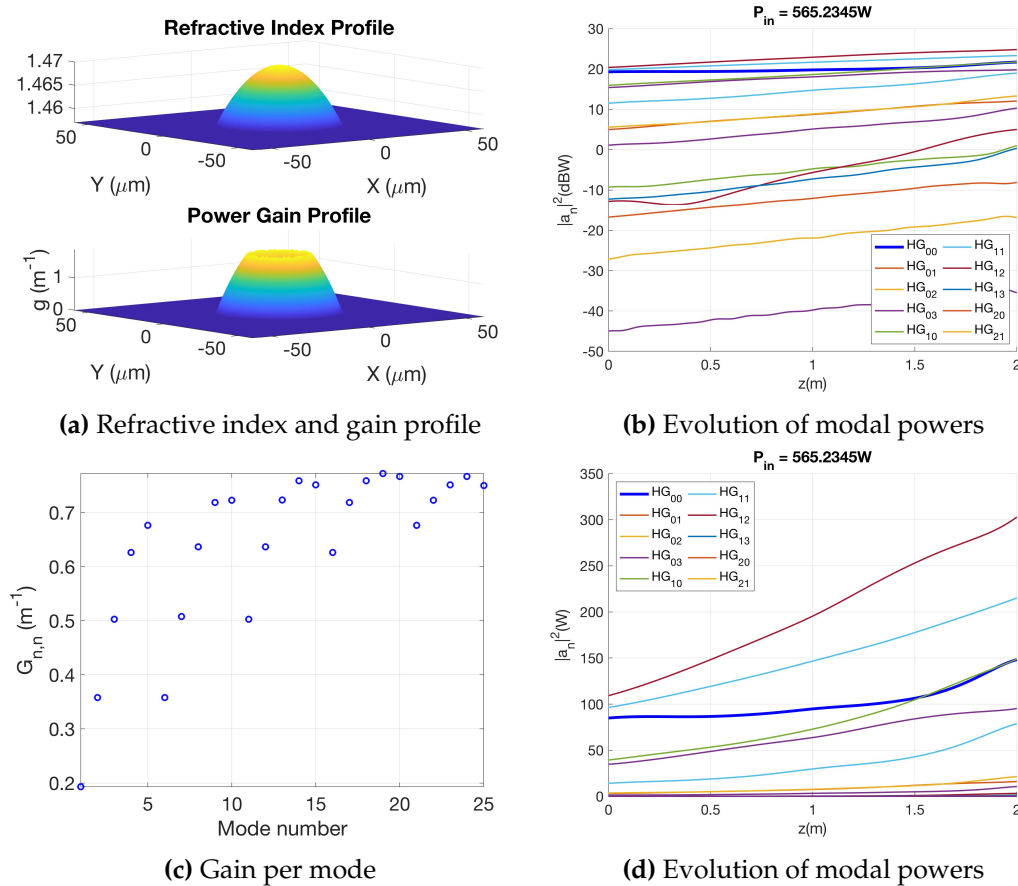 Refractive Index Profile
1.47
1.465
1.46
50
0
-50
-50
0
50
Y (μm)
X (μm)
Power Gain Profile
g (m⁻¹)
1
0
50
0
-50
-50
0
50
Y (μm)
X (μm)
(a) Refractive index and gain profile
P_in = 565.2345W
|a_n|²(dBW)
30
20
10
0
-10
-20
-30
-40
-50
0
0.5
1
1.5
2
z(m)
HG₀₀
HG₀₁
HG₀₂
HG₀₃
HG₁₀
HG₁₁
HG₁₂
HG₁₃
HG₂₀
HG₂₁
(b) Evolution of modal powers
G_n,n (m⁻¹)
0.7
0.6
0.5
0.4
0.3
0.2
5
10
15
20
25
Mode number
(c) Gain per mode
P_in = 565.2345W
|a_n|²(W)
350
300
250
200
150
100
50
0
0
0.5
1
1.5
2
z(m)
HG₀₀
HG₀₁
HG₀₂
HG₀₃
HG₁₀
HG₁₁
HG₁₂
HG₁₃
HG₂₀
HG₂₁
(d) Evolution of modal powers